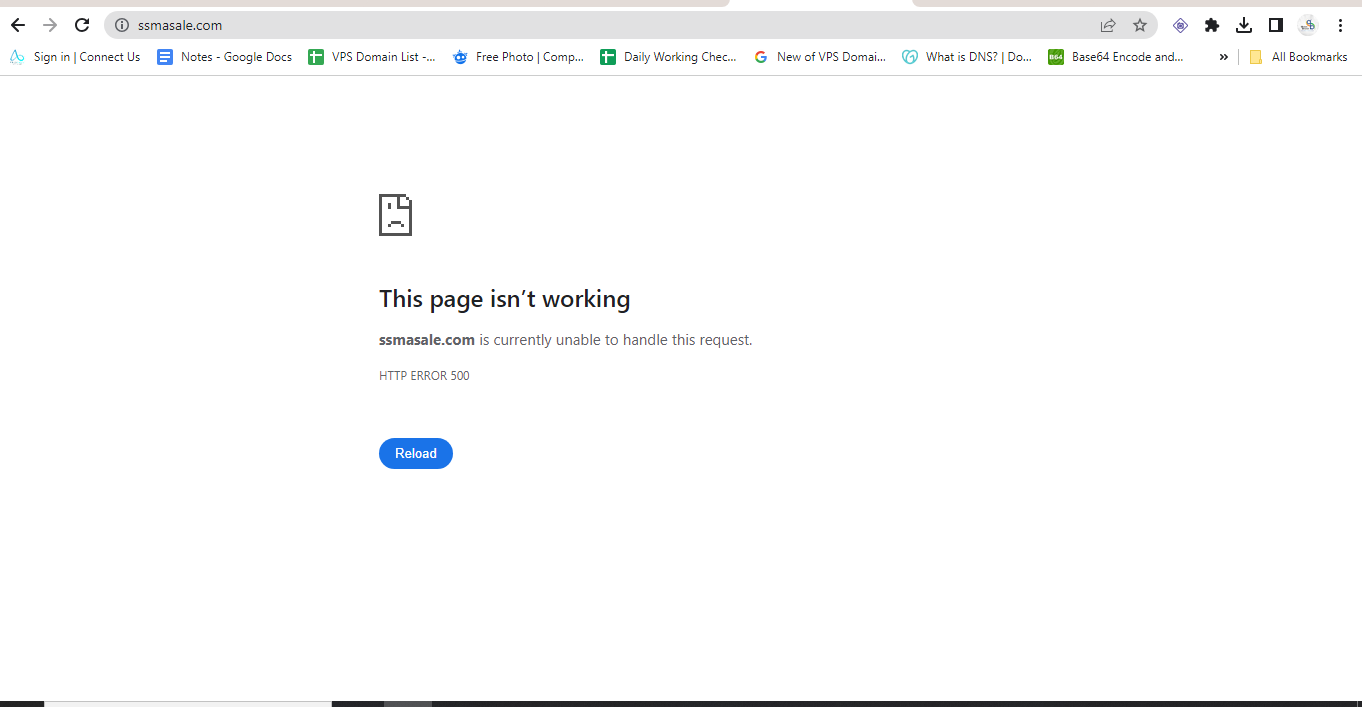 ssmasale.com
Sign in | Connect Us Notes - Google Docs VPS Domain List -... Free Photo | Comp... Daily Working Chec... New of VPS Domai... What is DNS? | Do... B64 Base64 Encode and... » All Bookmarks
This page isn’t working
ssmasale.com is currently unable to handle this request.
HTTP ERROR 500
Reload